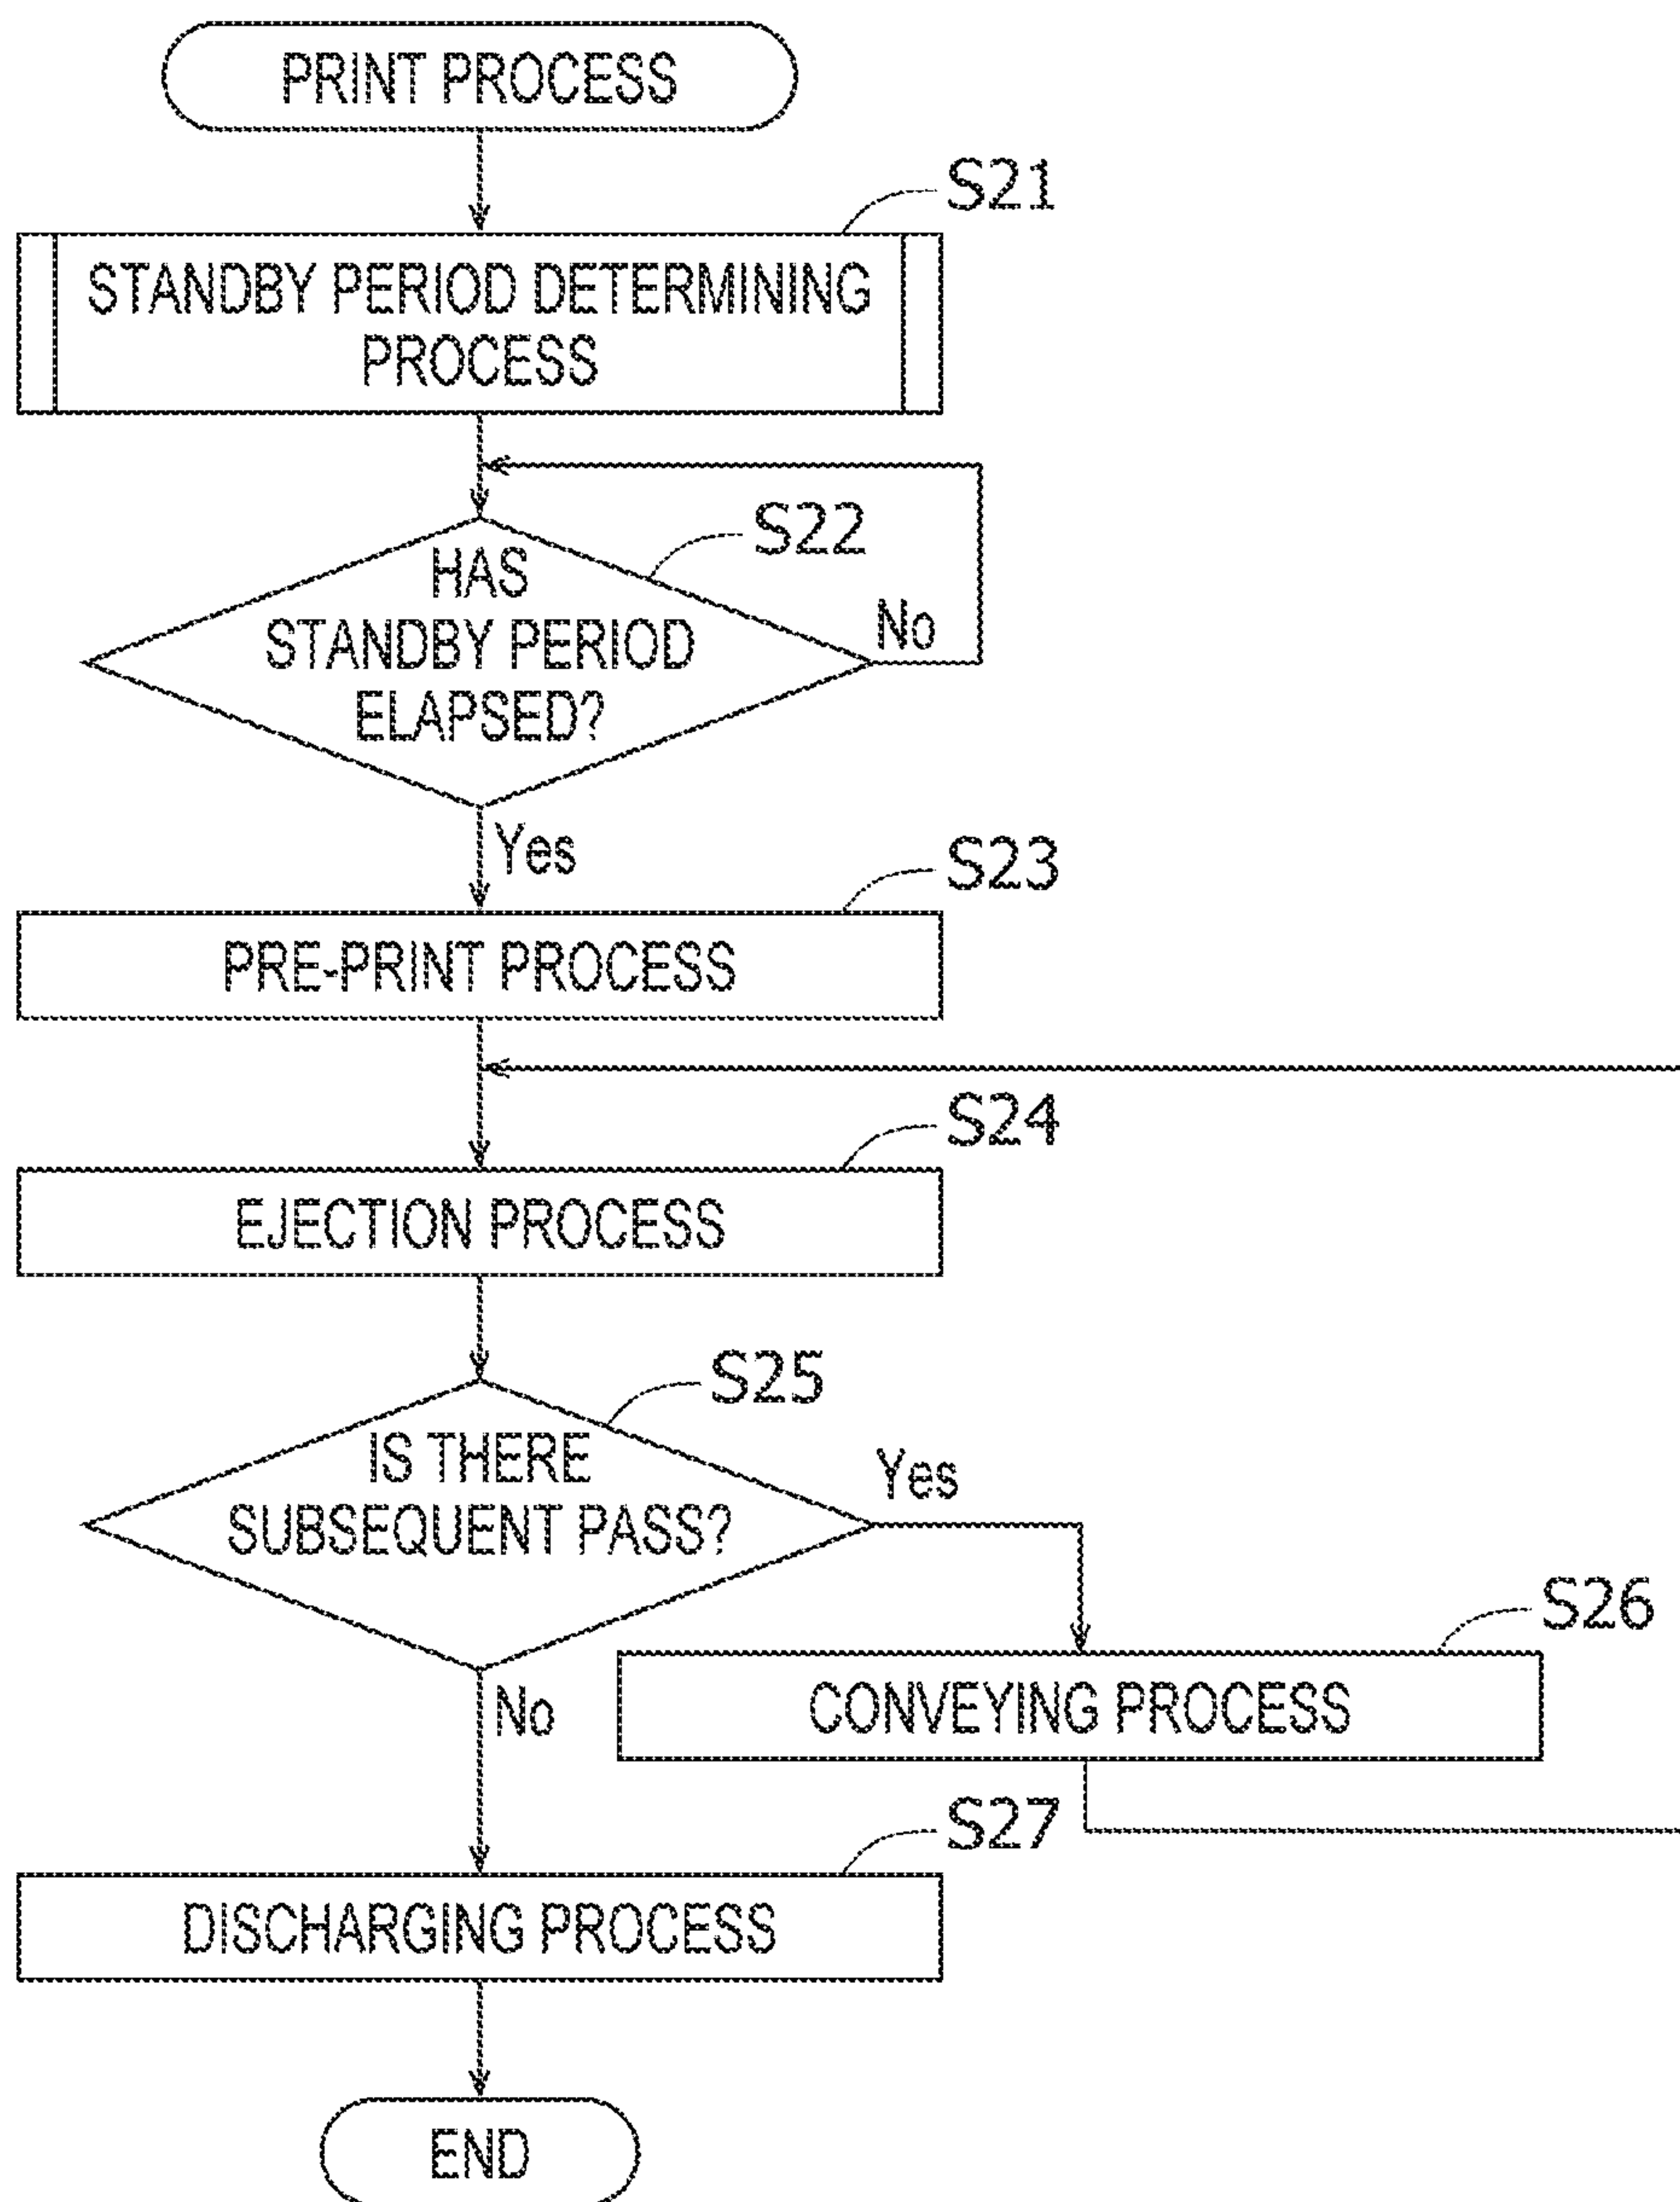 PRINT PROCESS
S21
STANDBY PERIOD DETERMINING
PROCESS
S22
HAS
STANDBY PERIOD
ELAPSED?
No
Yes
S23
PRE-PRINT PROCESS
S24
EJECTION PROCESS
S25
IS THERE
SUBSEQUENT PASS?
Yes
No
S26
CONVEYING PROCESS
S27
DISCHARGING PROCESS
END